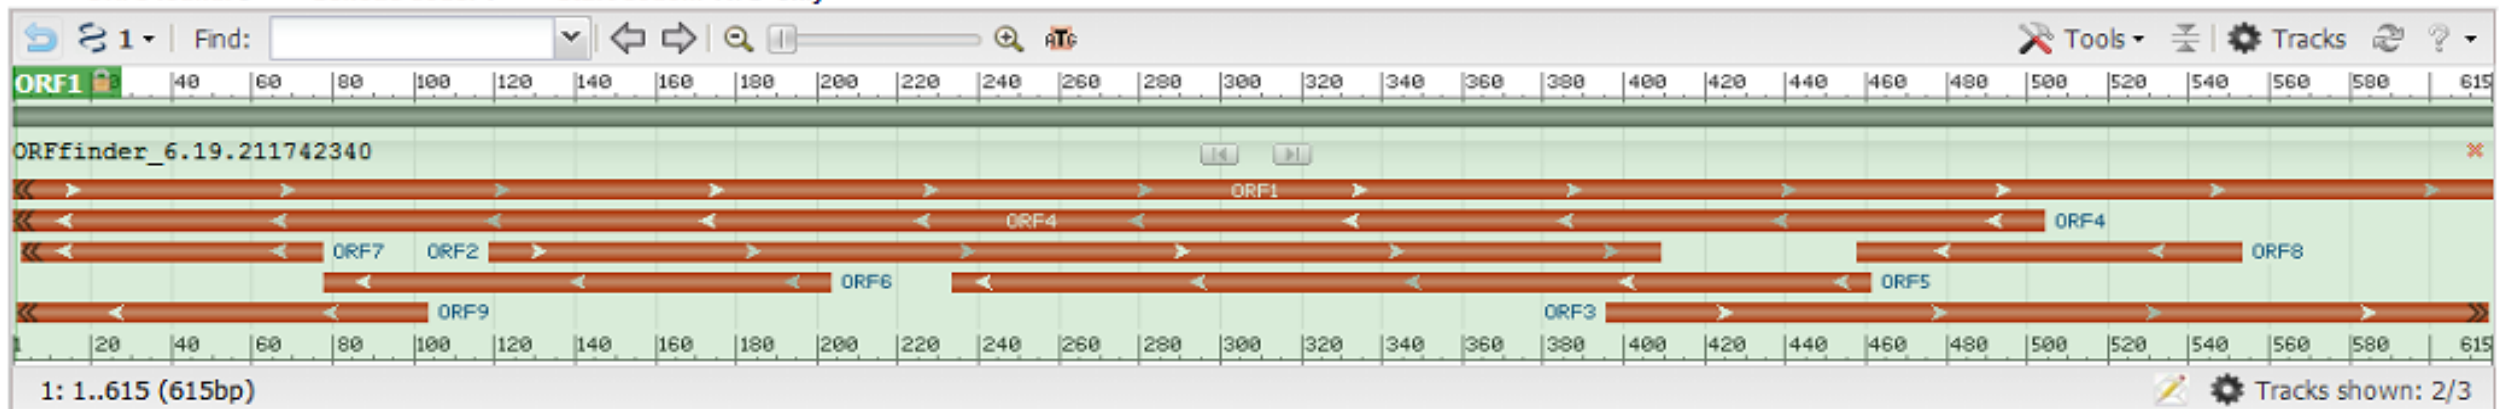 1 Find: ATG Tools Tracks ?
ORF1 40 60 80 100 120 140 160 180 200 220 240 260 280 300 320 340 360 380 400 420 440 460 480 500 520 540 560 580 615
ORFfinder_6.19.211742340
ORF1
ORF4 ORF4
ORF7 ORF2 ORF8
ORF6 ORF5
ORF9 ORF3
1 20 40 60 80 100 120 140 160 180 200 220 240 260 280 300 320 340 360 380 400 420 440 460 480 500 520 540 560 580 615
1: 1..615 (615bp) Tracks shown: 2/3